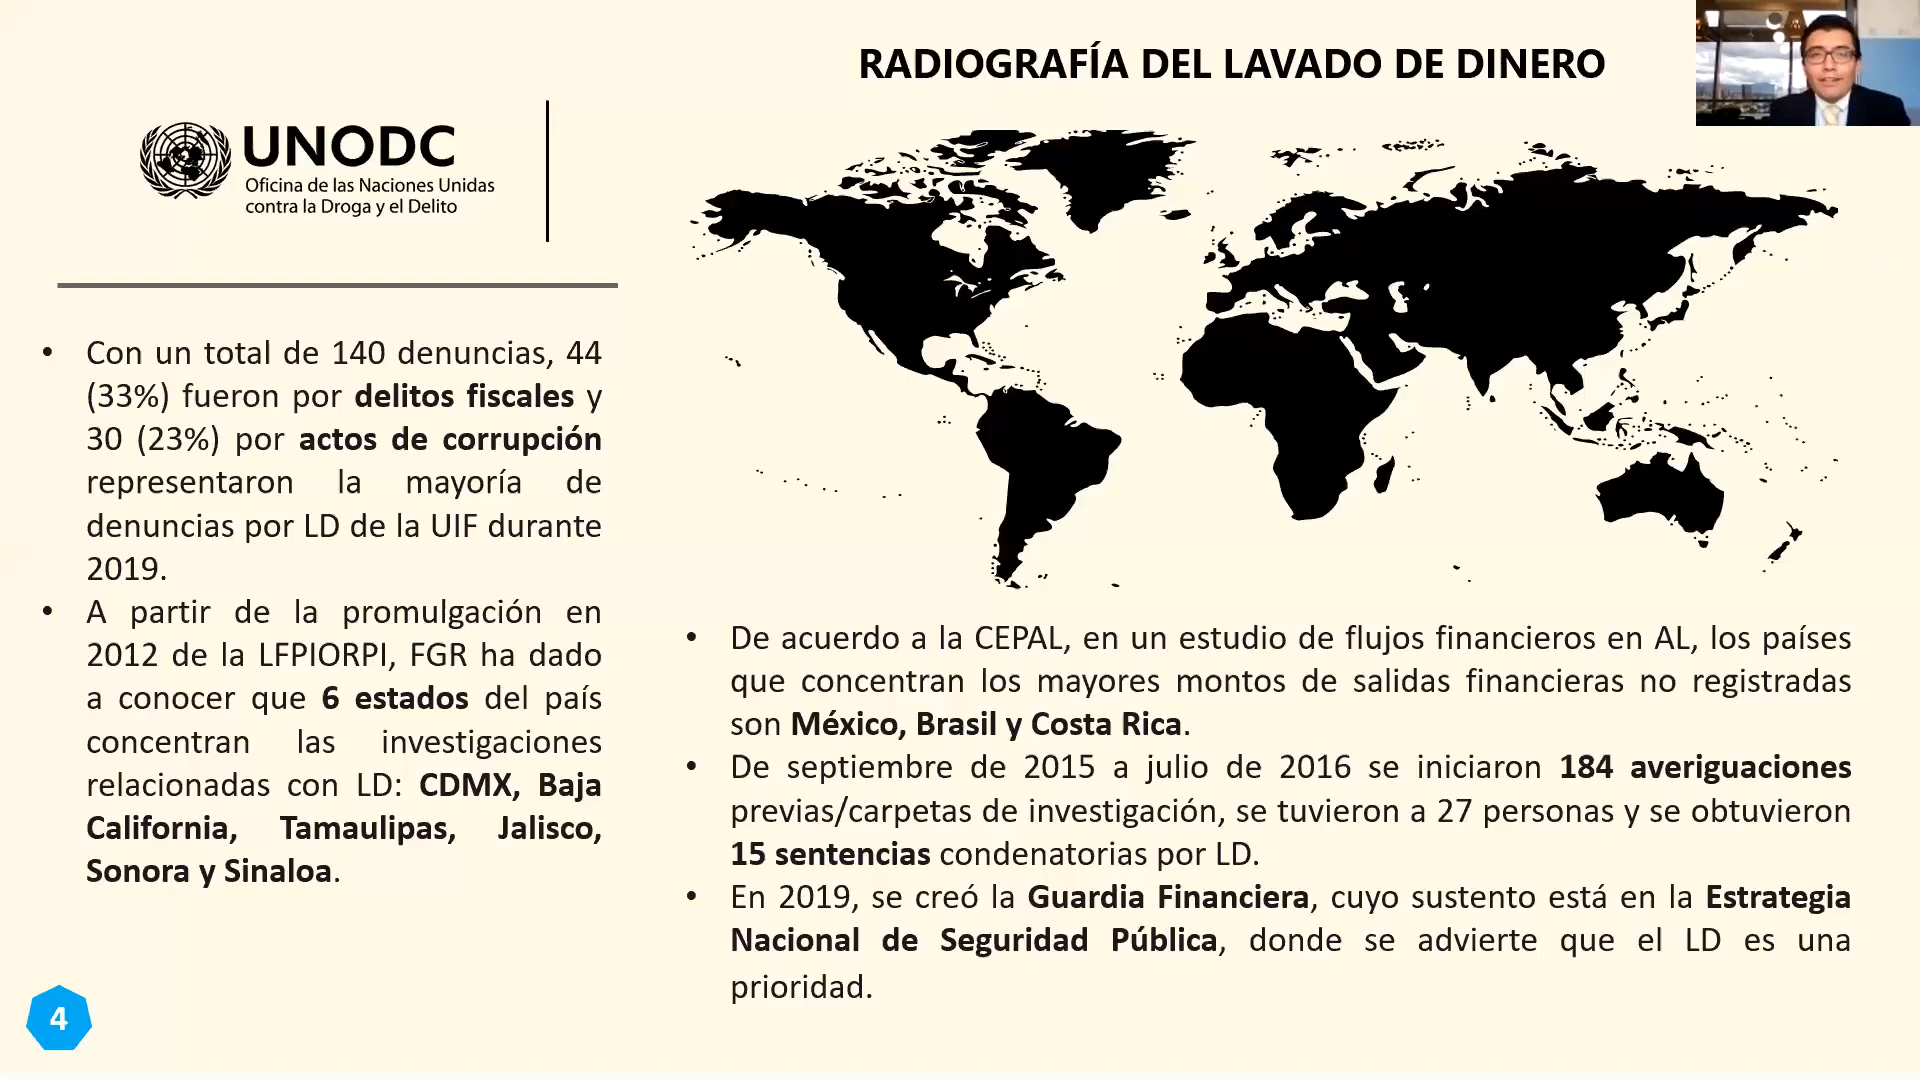 RADIOGRAFÍA DEL LAVADO DE DINERO
UNODC
Oficina de las Naciones Unidas
contra la Droga y el Delito
• Con un total de 140 denuncias, 44
(33%) fueron por delitos fiscales y
30 (23%) por actos de corrupción
representaron la mayoría de
denuncias por LD de la UIF durante
2019.
• A partir de la promulgación en
2012 de la LFPIORPI, FGR ha dado
a conocer que 6 estados del país
concentran las investigaciones
relacionadas con LD: CDMX, Baja
California, Tamaulipas, Jalisco,
Sonora y Sinaloa.
• De acuerdo a la CEPAL, en un estudio de flujos financieros en AL, los países
que concentran los mayores montos de salidas financieras no registradas
son México, Brasil y Costa Rica.
• De septiembre de 2015 a julio de 2016 se iniciaron 184 averiguaciones
previas/carpetas de investigación, se tuvieron a 27 personas y se obtuvieron
15 sentencias condenatorias por LD.
• En 2019, se creó la Guardia Financiera, cuyo sustento está en la Estrategia
Nacional de Seguridad Pública, donde se advierte que el LD es una
prioridad.
4